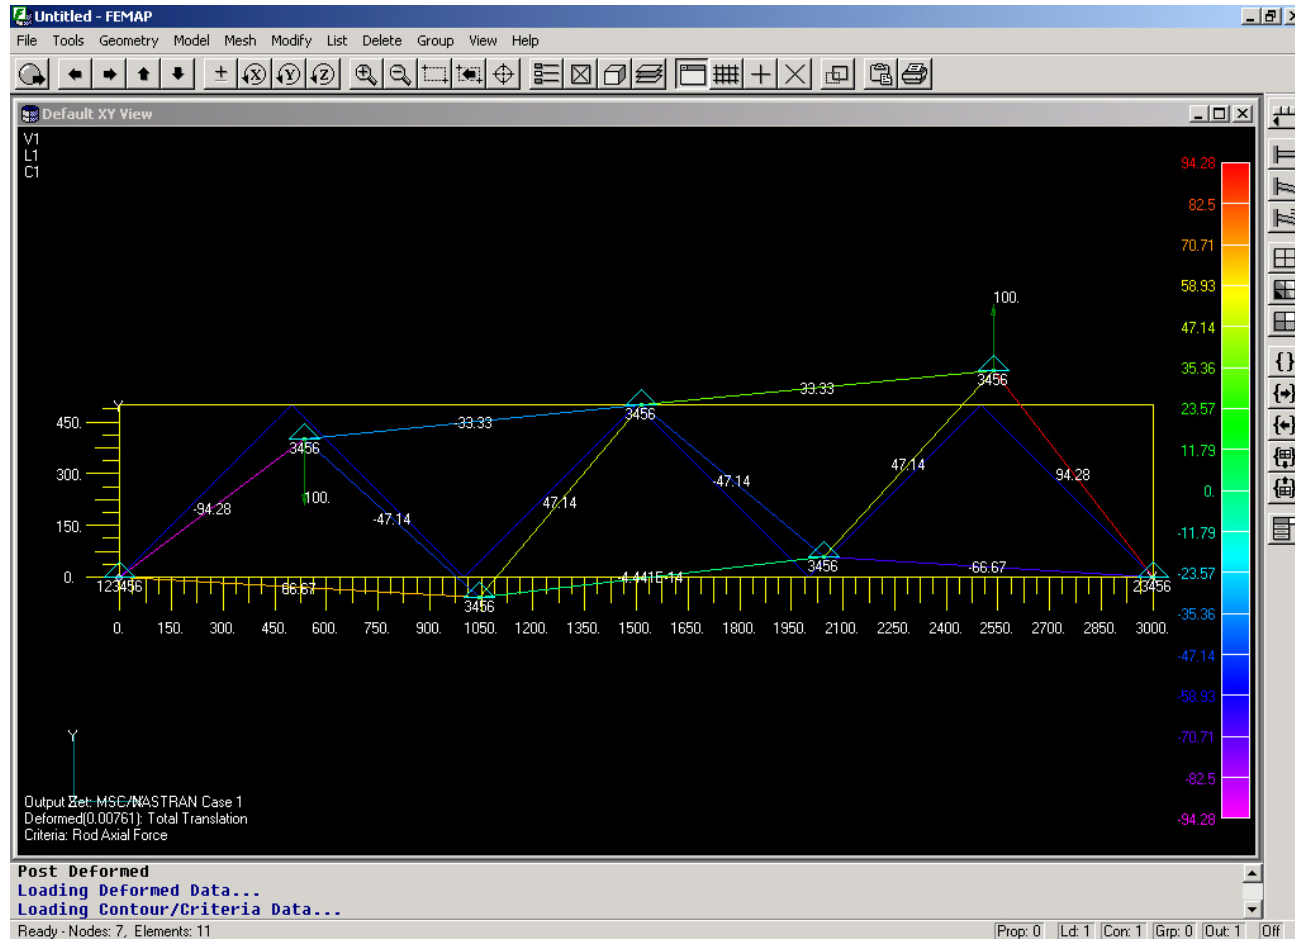 Untitled - FEMAP
File Tools Geometry Model Mesh Modify List Delete Group View Help
Default XY View
V1
L1
C1
94.28
82.5
70.71
58.93
47.14
35.36
23.57
11.79
0.
-11.79
-23.57
-35.36
-47.14
-58.93
-70.71
-82.5
-94.28
100.
3456
33.33
Y
3456
450.
-33.33
3456
300.
47.14
94.28
-47.14
100.
47.14
-94.28
-47.14
150.
3456
-66.67
-4.441E-14
0.
123456
66.67
3456
23456
0. 150. 300. 450. 600. 750. 900. 1050. 1200. 1350. 1500. 1650. 1800. 1950. 2100. 2250. 2400. 2550. 2700. 2850. 3000.
Y
Output Set: MSC/NASTRAN Case 1
Deformed(0.00761): Total Translation
Criteria: Rod Axial Force
Post Deformed
Loading Deformed Data...
Loading Contour/Criteria Data...
Ready - Nodes: 7, Elements: 11 Prop: 0 Ld: 1 Con: 1 Grp: 0 Out: 1 Off